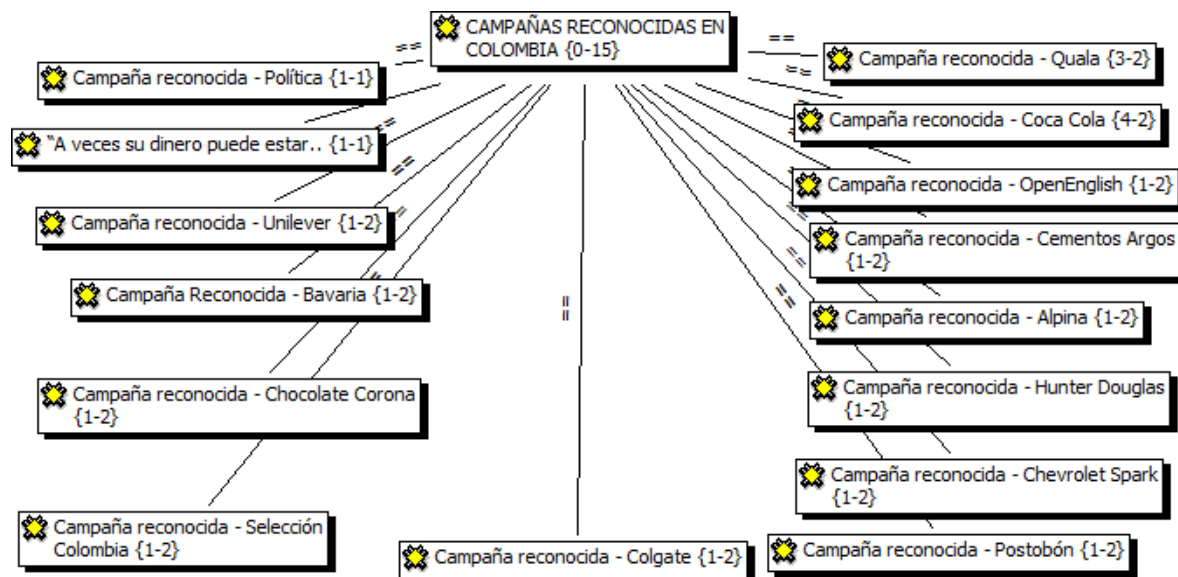 CAMPAÑAS RECONOCIDAS EN
COLOMBIA {0-15}
==
==
Campaña reconocida - Política {1-1}
Campaña reconocida - Quala {3-2}
==
Campaña reconocida - Coca Cola {4-2}
==
"A veces su dinero puede estar.. {1-1}
==
Campaña reconocida - OpenEnglish {1-2}
Campaña reconocida - Unilever {1-2}
==
Campaña reconocida - Cementos Argos
{1-2}
==
Campaña Reconocida - Bavaria {1-2}
==
==
Campaña reconocida - Alpina {1-2}
Campaña reconocida - Chocolate Corona
{1-2}
Campaña reconocida - Hunter Douglas
{1-2}
Campaña reconocida - Chevrolet Spark
{1-2}
Campaña reconocida - Selección
Colombia {1-2}
Campaña reconocida - Colgate {1-2}
Campaña reconocida - Postobón {1-2}